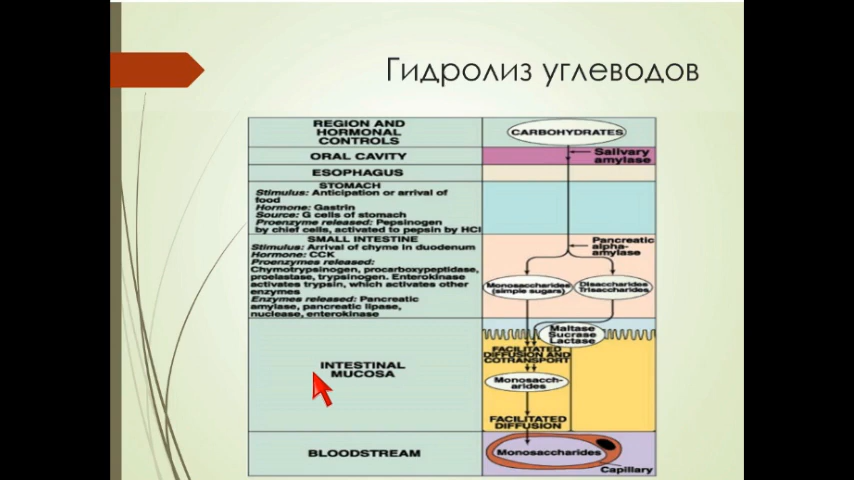 Гидролиз углеводов
REGION AND
HORMONAL
CONTROLS
CARBOHYDRATES
ORAL CAVITY
Salivary
amylase
ESOPHAGUS
STOMACH
Stimulus: Anticipation or arrival of
food
Hormone: Gastrin
Source: G cells of stomach
Proenzyme released: Pepsinogen
by chief cells, activated to pepsin by HCl
SMALL INTESTINE
Stimulus: Arrival of chyme in duodenum
Hormone: CCK
Proenzymes released:
Chymotrypsinogen, procarboxypeptidase,
proelastase, trypsinogen. Enterokinase
activates trypsin, which activates other
enzymes
Enzymes released: Pancreatic
amylase, pancreatic lipase,
nuclease, enterokinase
Pancreatic
alpha-
amylase
Monosaccharides
(simple sugars)
Disaccharides
Trisaccharides
Maltase
Sucrase
Lactase
INTESTINAL
MUCOSA
FACILITATED
DIFFUSION AND
COTRANSPORT
Monosacch-
arides
FACILITATED
DIFFUSION
BLOODSTREAM
Monosaccharides
Capillary